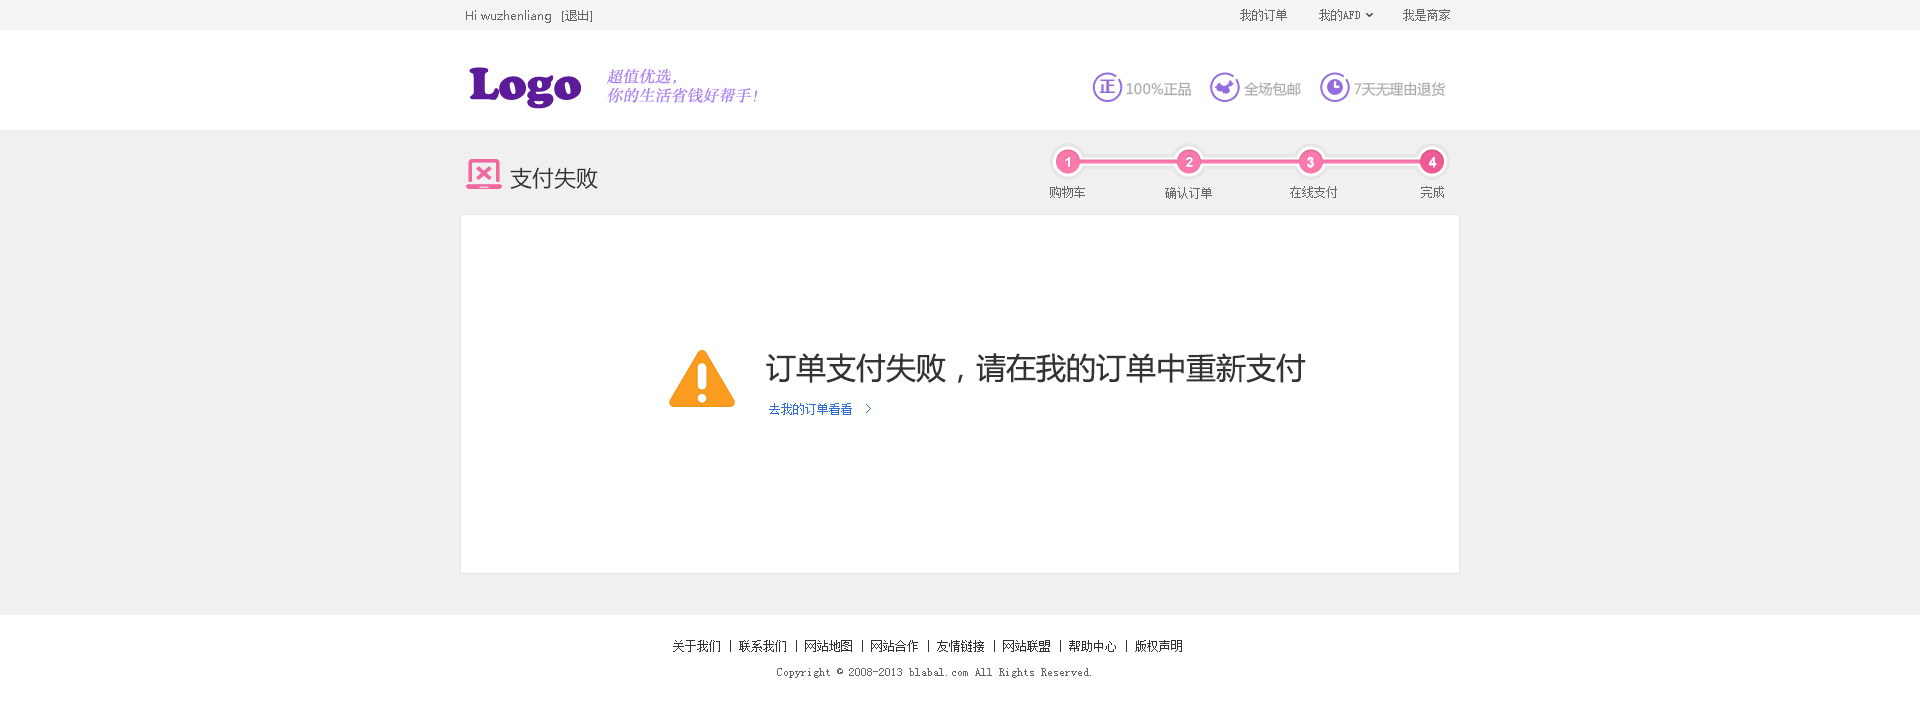 Hi wuzhenliang [退出] 我的订单 我的AFD 我是商家
Logo
超值优选，
你的生活省钱好帮手！
正 100%正品 全场包邮 7天无理由退货
支付失败
1 2 3 4
购物车 确认订单 在线支付 完成
订单支付失败，请在我的订单中重新支付
去我的订单看看 >
关于我们 | 联系我们 | 网站地图 | 网站合作 | 友情链接 | 网站联盟 | 帮助中心 | 版权声明
Copyright © 2008-2013 blabal.com All Rights Reserved.